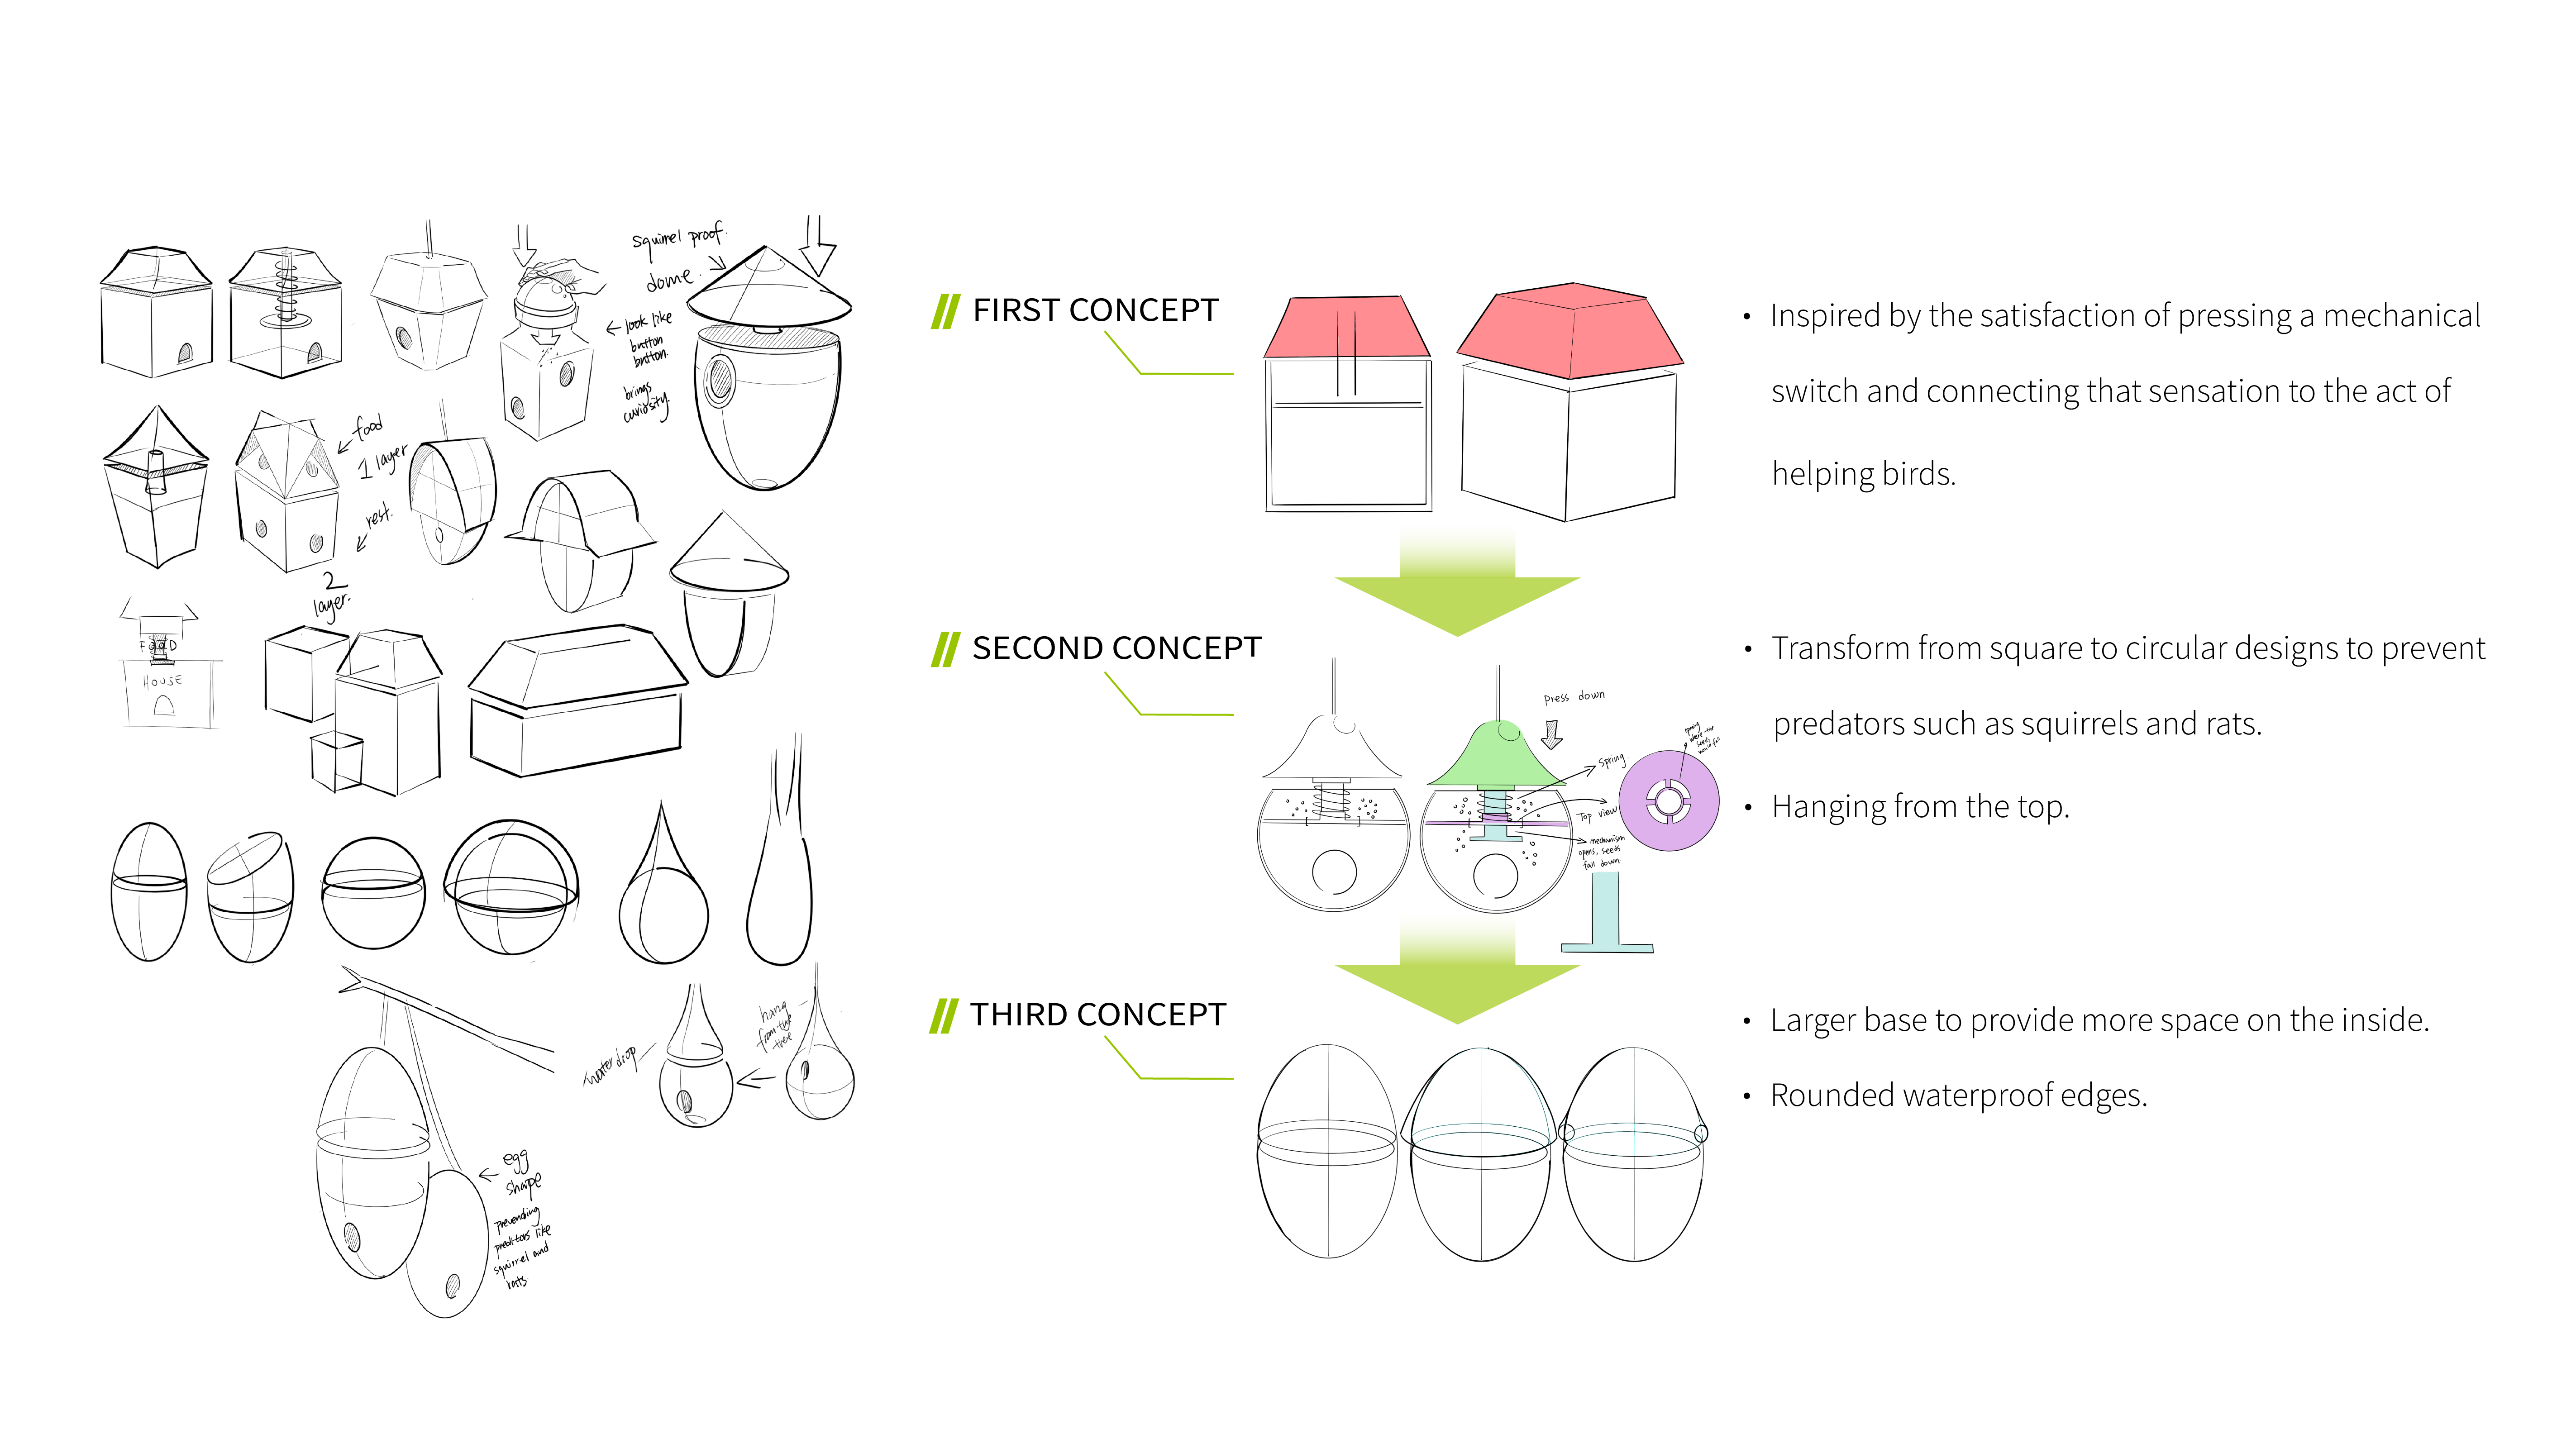 squirrel proof.
dome.
look like
button
button.
brings
curiosity.
food
1 layer
rest.
2
layer.
FOOD
HOUSE
hang
from the
tree
water drop
egg
shape
preventing
preditors like
squirrel and
rats.
FIRST CONCEPT
• Inspired by the satisfaction of pressing a mechanical
switch and connecting that sensation to the act of
helping birds.
SECOND CONCEPT
press down
spring
Top view
mechanism
opens, seeds
fall down
• Transform from square to circular designs to prevent
predators such as squirrels and rats.
• Hanging from the top.
THIRD CONCEPT
• Larger base to provide more space on the inside.
• Rounded waterproof edges.